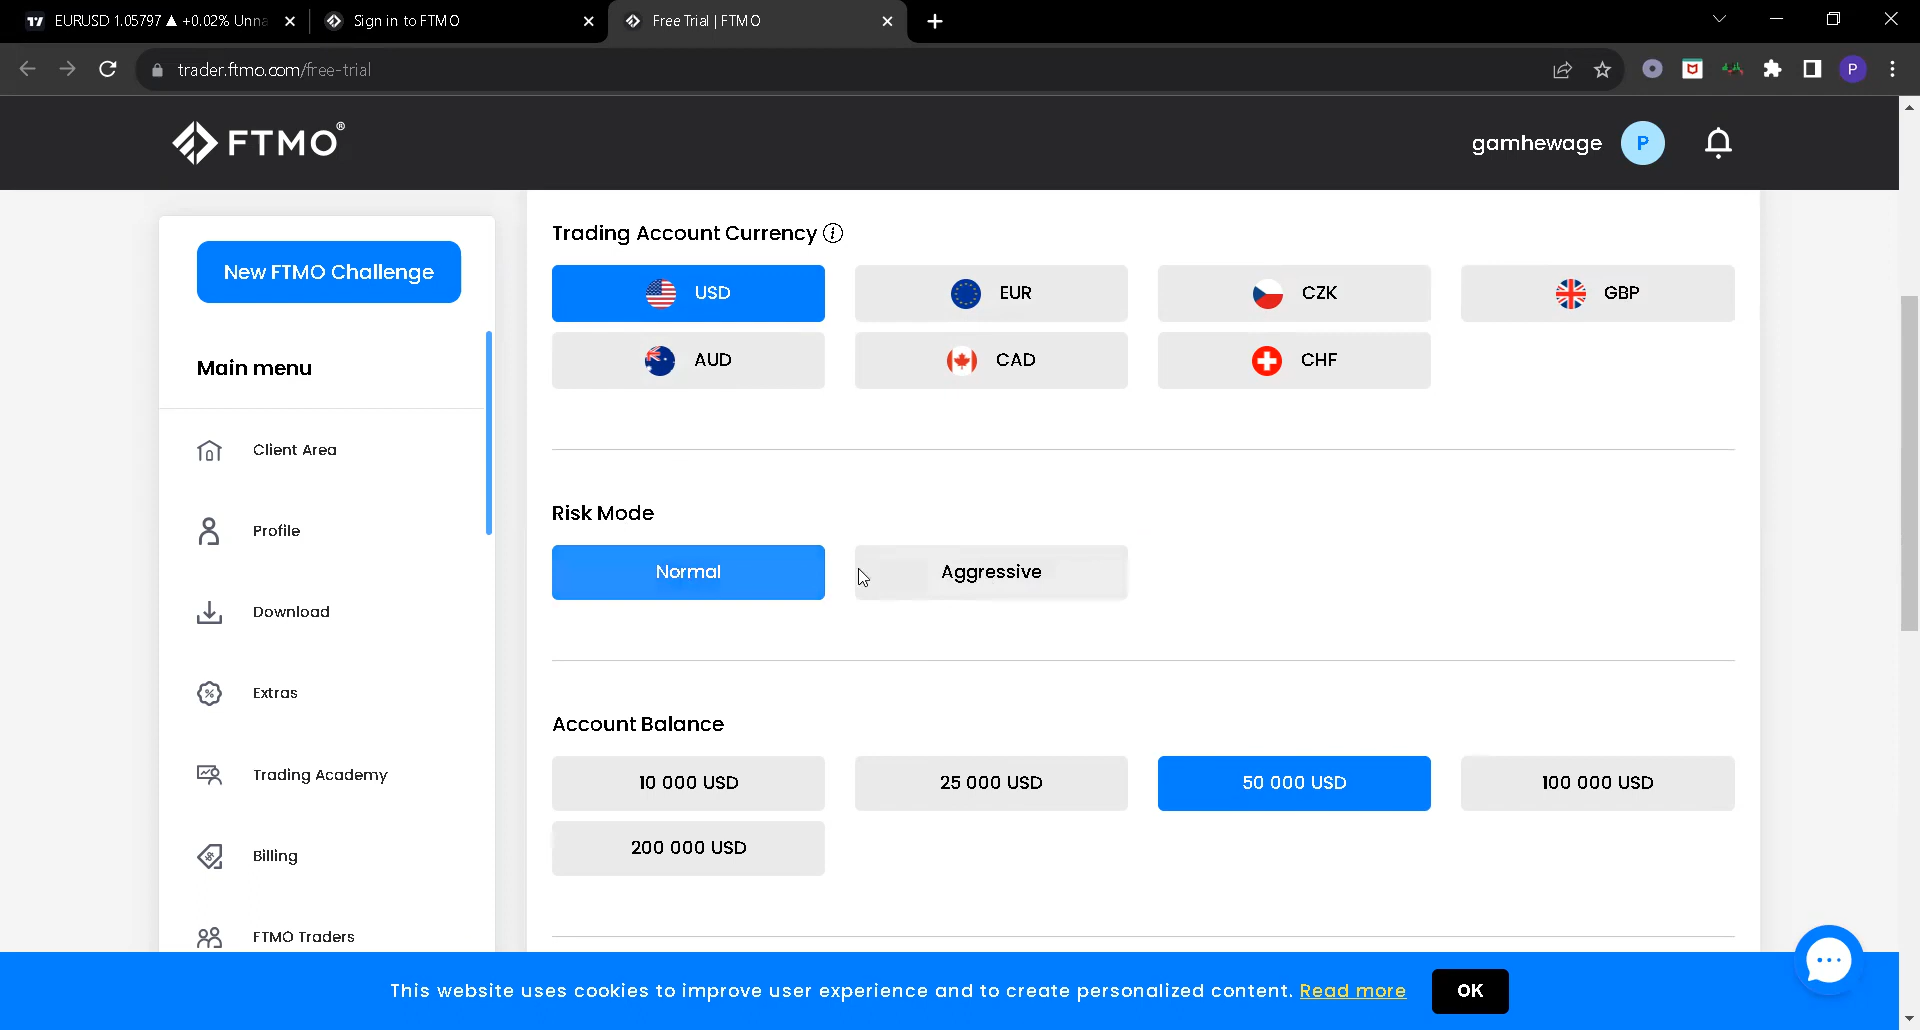 EURUSD 1.05797 ▲ +0.02% Unna
Sign in to FTMO
Free Trial | FTMO
trader.ftmo.com/free-trial
P
FTMO®
gamhewage
P
New FTMO Challenge
Main menu
Client Area
Profile
Download
Extras
Trading Academy
Billing
FTMO Traders
Trading Account Currency
USD
EUR
CZK
GBP
AUD
CAD
CHF
Risk Mode
Normal
Aggressive
Account Balance
10 000 USD
25 000 USD
50 000 USD
100 000 USD
200 000 USD
This website uses cookies to improve user experience and to create personalized content. Read more
OK